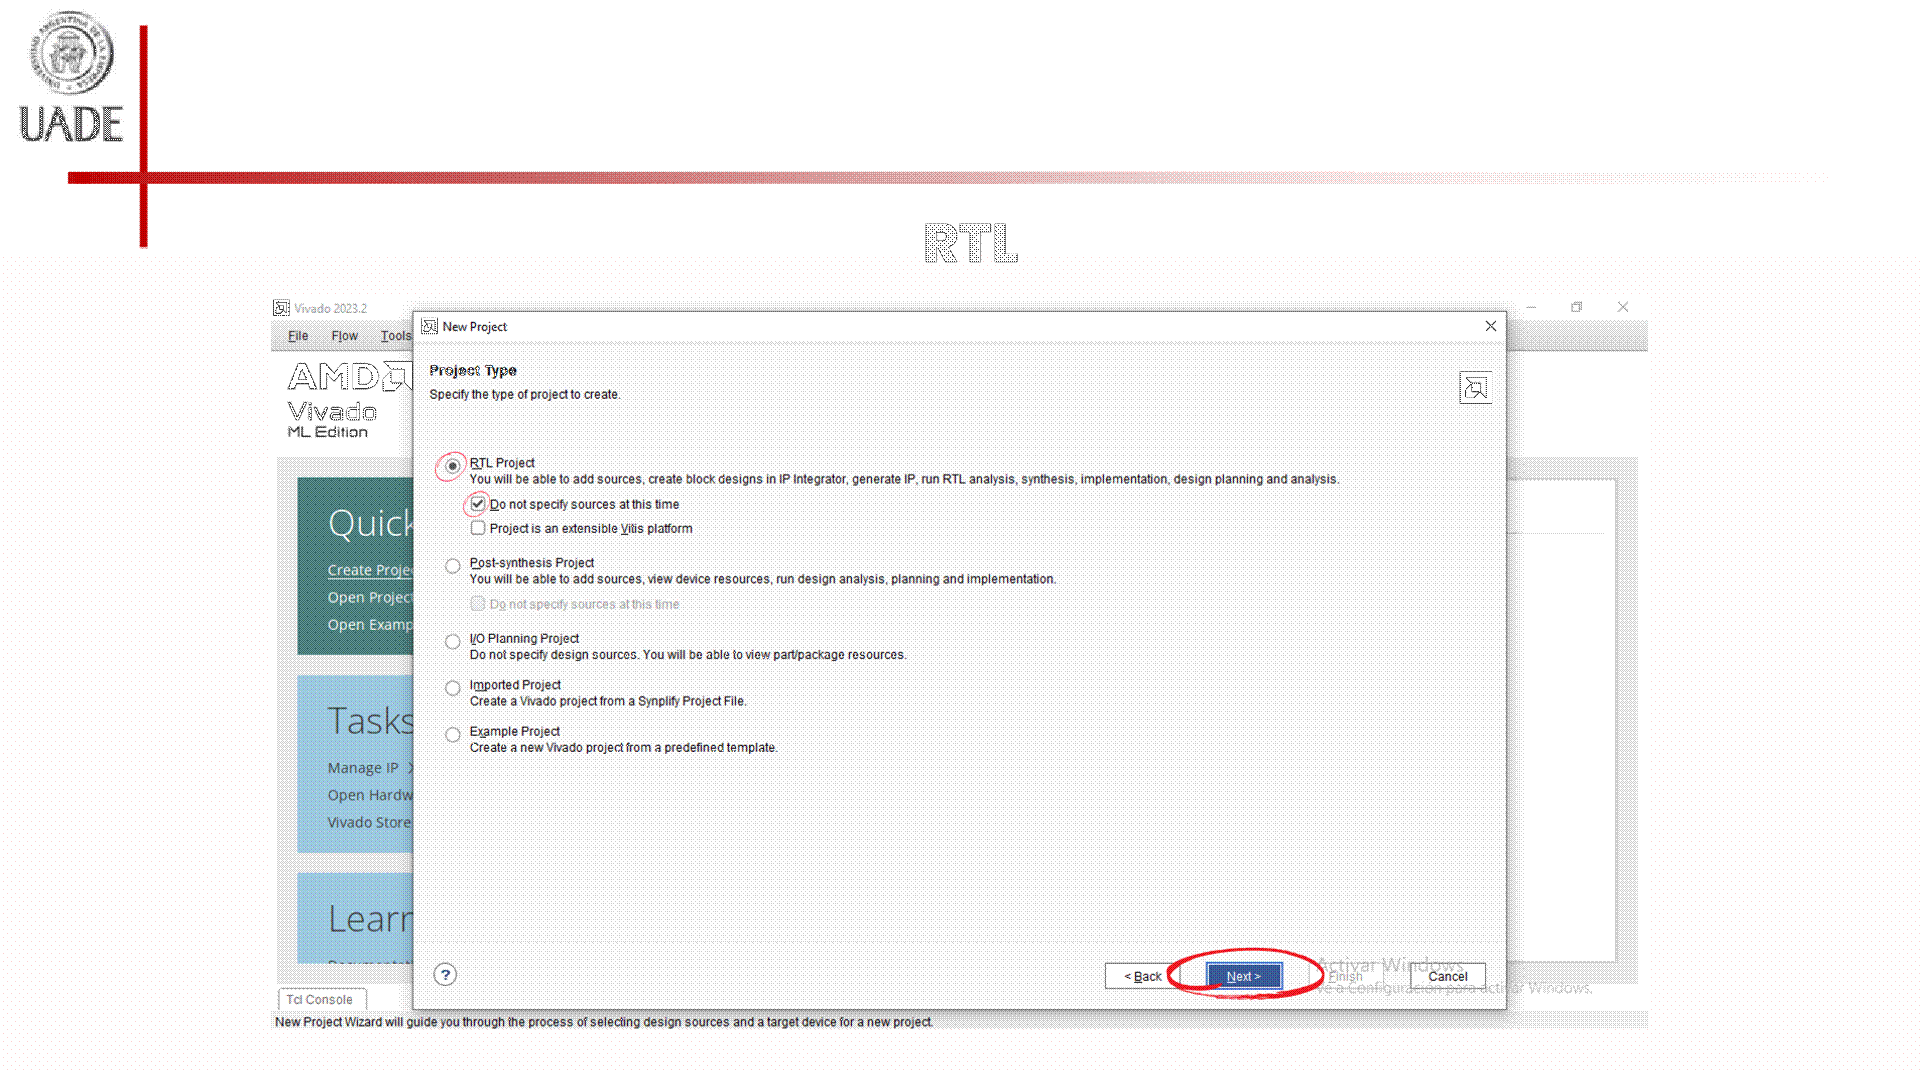 UNIVERSIDAD ARGENTINA DE LA EMPRESA
UADE
RTL
Vivado 2023.2
File Flow Tools
New Project
AMD
Vivado
ML Edition
Project Type
Specify the type of project to create.
RTL Project
You will be able to add sources, create block designs in IP Integrator, generate IP, run RTL analysis, synthesis, implementation, design planning and analysis.
Do not specify sources at this time
Project is an extensible Vitis platform
Post-synthesis Project
You will be able to add sources, view device resources, run design analysis, planning and implementation.
Do not specify sources at this time
I/O Planning Project
Do not specify design sources. You will be able to view part/package resources.
Imported Project
Create a Vivado project from a Synplify Project File.
Example Project
Create a new Vivado project from a predefined template.
Quick
Create Projec
Open Project
Open Examp
Tasks
Manage IP >
Open Hardw
Vivado Store
Learn
?
< Back Next > Finish Cancel
Activar Windows
Ve a Configuración para activar Windows.
Tcl Console
New Project Wizard will guide you through the process of selecting design sources and a target device for a new project.